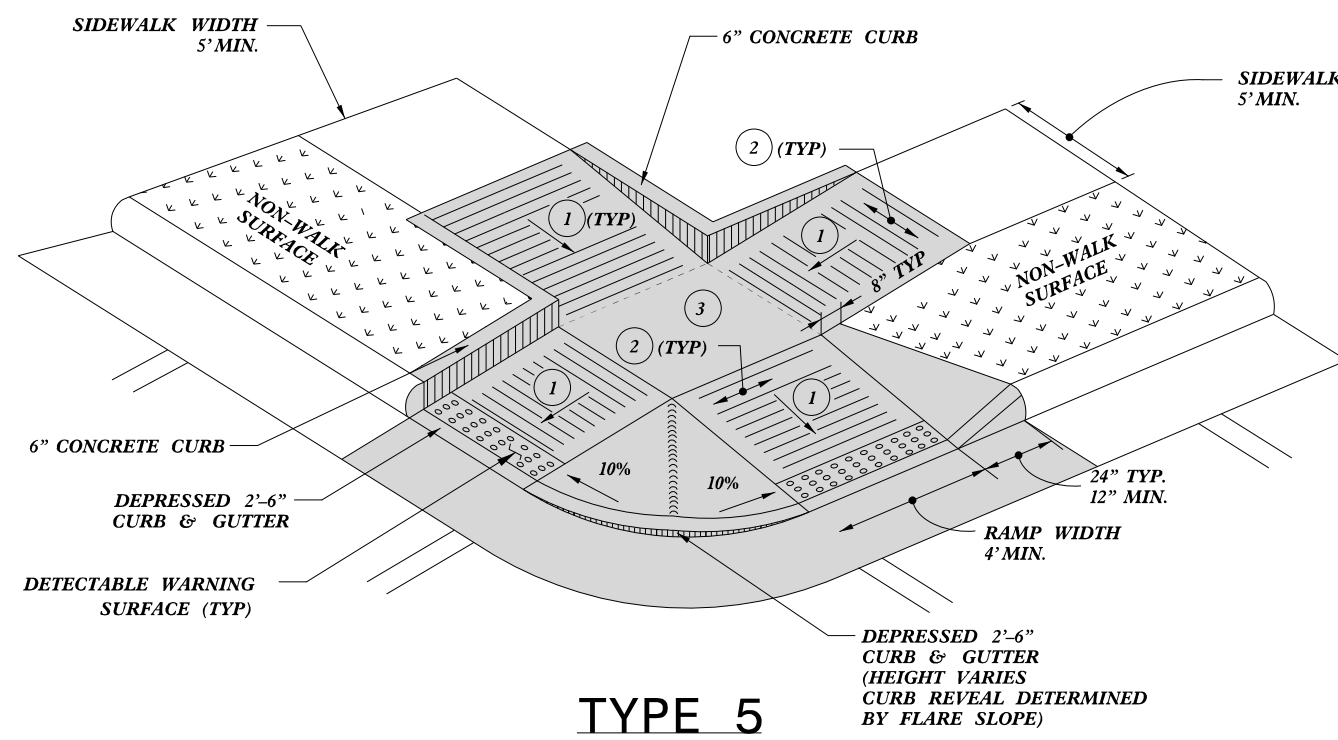 SIDEWALK WIDTH
5' MIN.
6” CONCRETE CURB
SIDEWALK
5' MIN.
2 (TYP)
NON–WALK
SURFACE
1 (TYP)
1
8” TYP
NON–WALK
SURFACE
3
2 (TYP)
1
1
6” CONCRETE CURB
10%
10%
DEPRESSED 2'–6”
CURB & GUTTER
24” TYP.
12” MIN.
RAMP WIDTH
4' MIN.
DETECTABLE WARNING
SURFACE (TYP)
DEPRESSED 2'–6”
CURB & GUTTER
(HEIGHT VARIES
CURB REVEAL DETERMINED
BY FLARE SLOPE)
TYPE 5